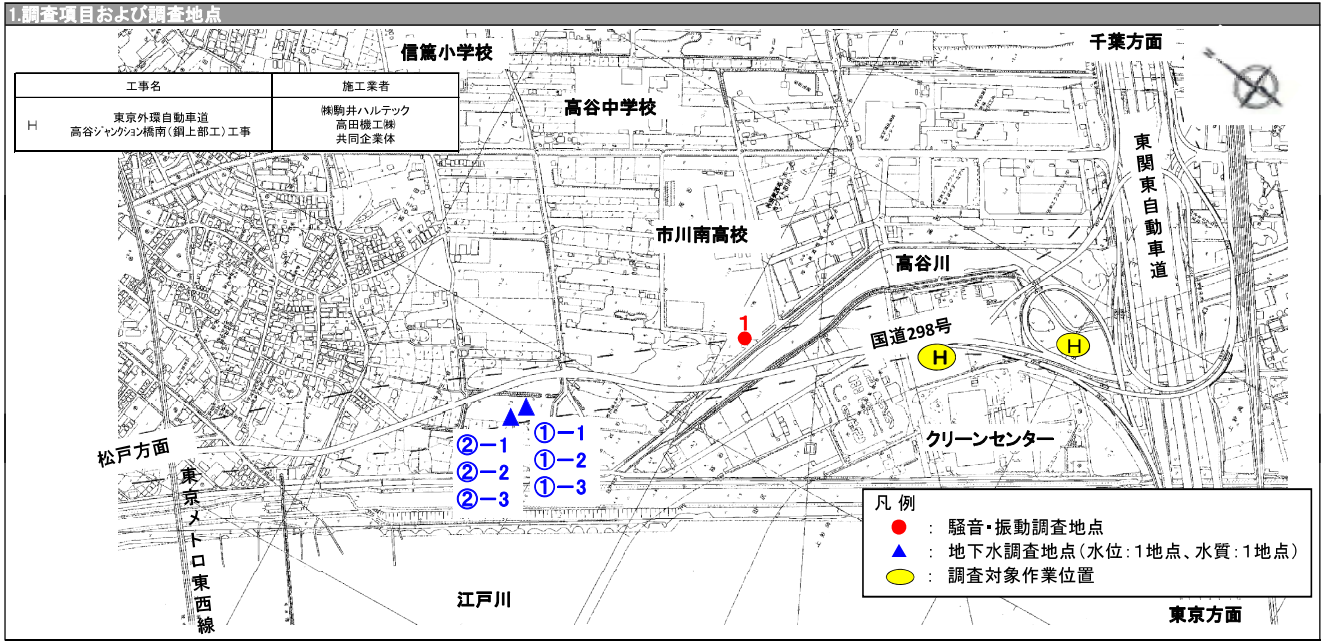 1.調査項目および調査地点
工事名
施工業者
H
東京外環自動車道
高谷ジャンクション橋南(鋼上部工)工事
㈱駒井ハルテック
高田機工㈱
共同企業体
信篤小学校
千葉方面
高谷中学校
東関東自動車道
市川南高校
高谷川
1
国道298号
H
H
クリーンセンター
松戸方面
東京メトロ東西線
②-1
②-2
②-3
①-1
①-2
①-3
江戸川
凡 例
: 騒音・振動調査地点
: 地下水調査地点(水位:1地点、水質:1地点)
: 調査対象作業位置
東京方面